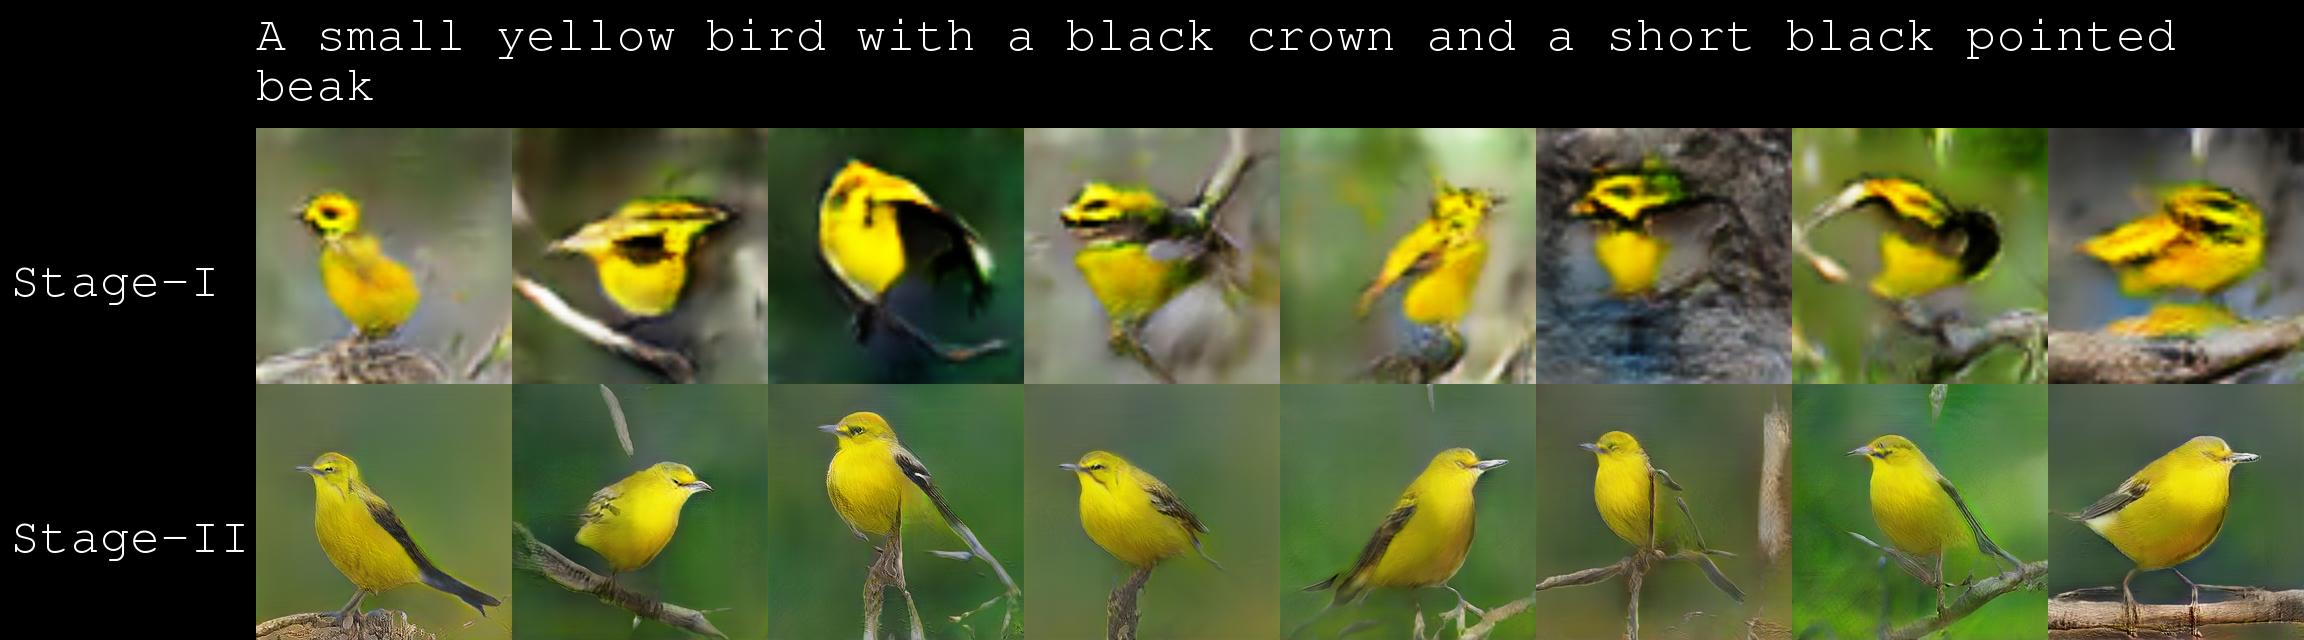 A small yellow bird with a black crown and a short black pointed
beak
Stage-I
Stage-II